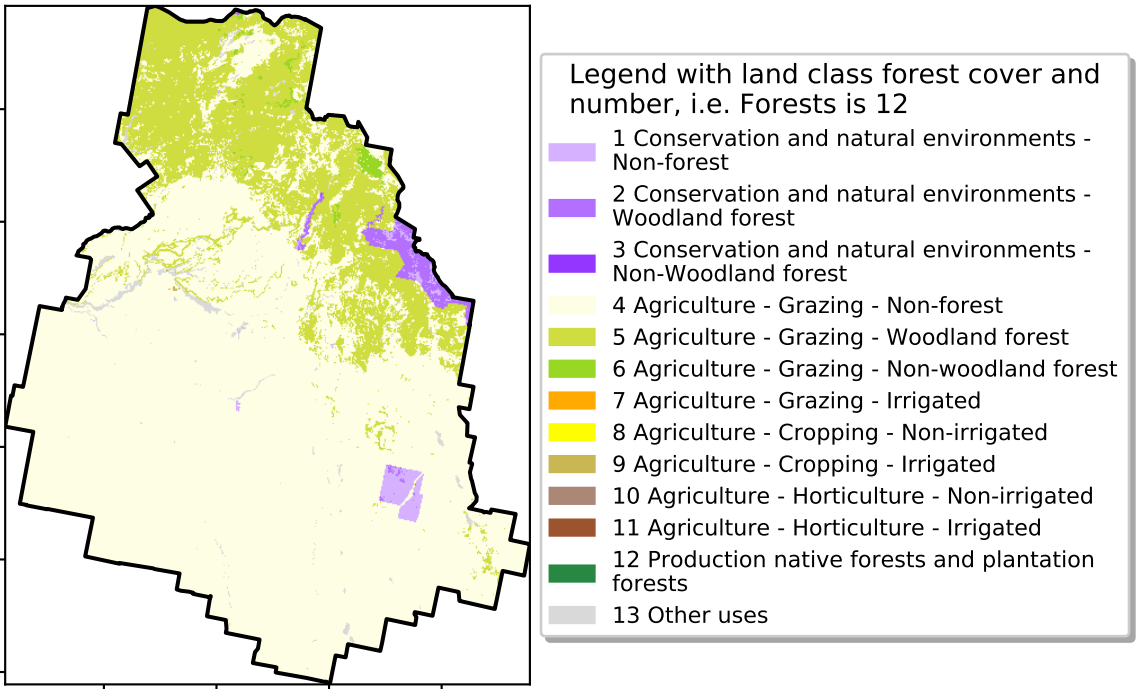 Legend with land class forest cover and
number, i.e. Forests is 12
1 Conservation and natural environments -
Non-forest
2 Conservation and natural environments -
Woodland forest
3 Conservation and natural environments -
Non-Woodland forest
4 Agriculture - Grazing - Non-forest
5 Agriculture - Grazing - Woodland forest
6 Agriculture - Grazing - Non-woodland forest
7 Agriculture - Grazing - Irrigated
8 Agriculture - Cropping - Non-irrigated
9 Agriculture - Cropping - Irrigated
10 Agriculture - Horticulture - Non-irrigated
11 Agriculture - Horticulture - Irrigated
12 Production native forests and plantation
forests
13 Other uses